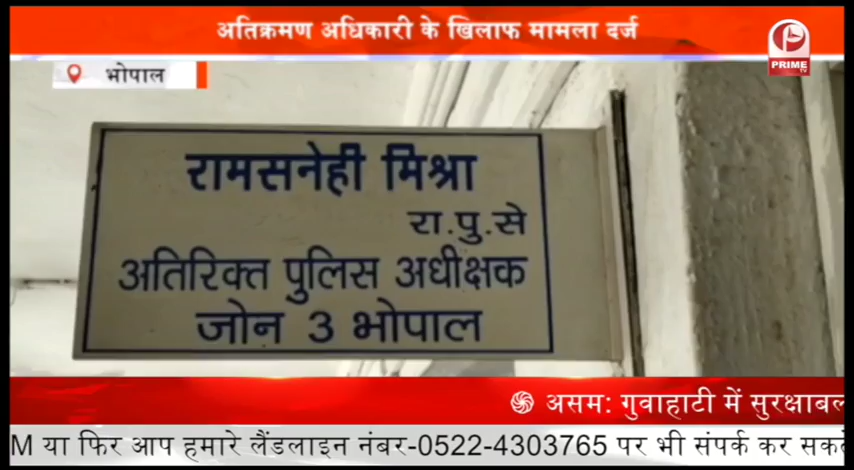 अतिक्रमण अधिकारी के खिलाफ मामला दर्ज
PRIME
TV
भोपाल
रामसनेही मिश्रा
रा.पु.से
अतिरिक्त पुलिस अधीक्षक
जोन 3 भोपाल
असम: गुवाहाटी में सुरक्षाबल
M या फिर आप हमारे लैंडलाइन नंबर-0522-4303765 पर भी संपर्क कर सकते